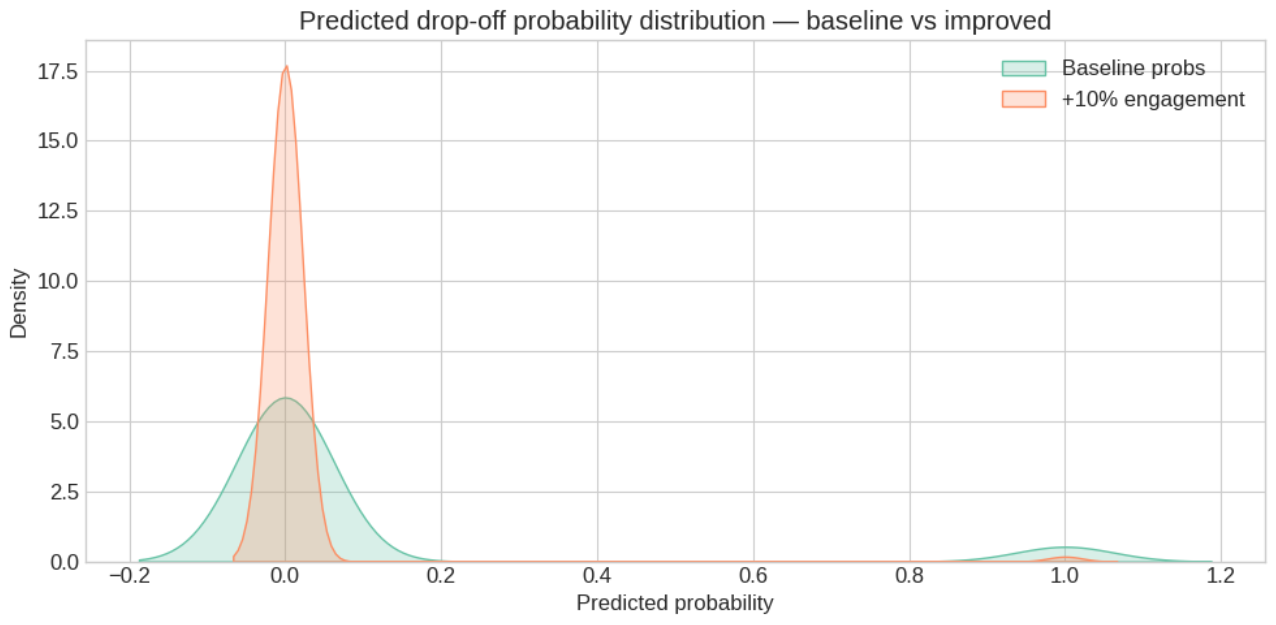 Predicted drop-off probability distribution — baseline vs improved
Baseline probs
+10% engagement
17.5
15.0
12.5
10.0
7.5
5.0
2.5
0.0
Density
−0.2 0.0 0.2 0.4 0.6 0.8 1.0 1.2
Predicted probability